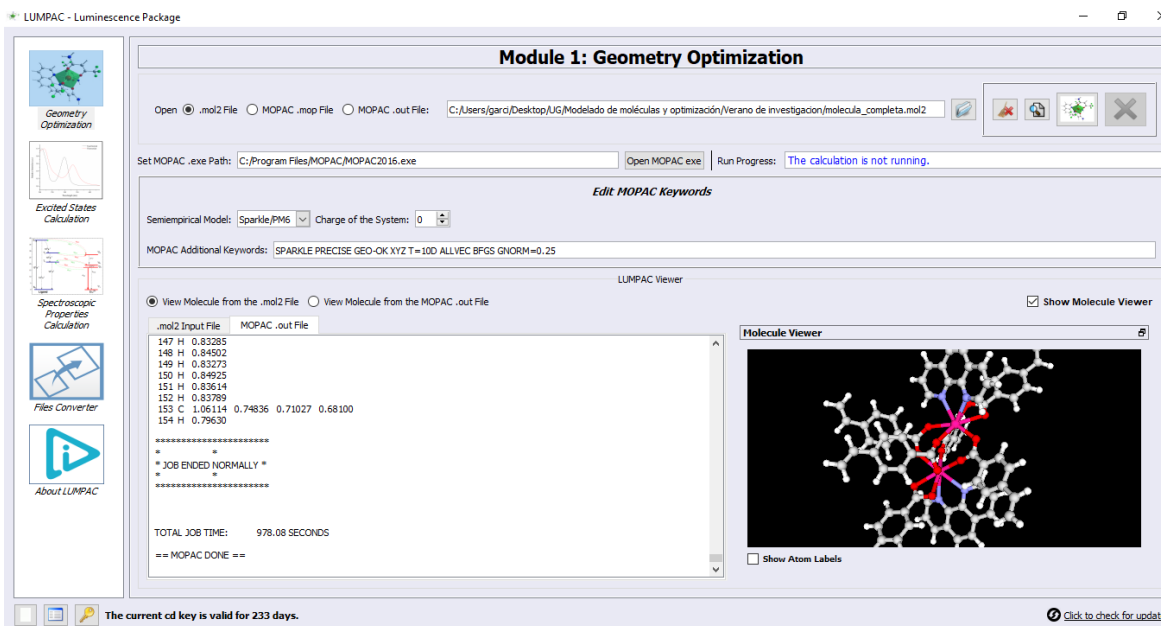 LUMPAC - Luminescence Package
Module 1: Geometry Optimization
Geometry
Optimization
Open .mol2 File MOPAC .mop File MOPAC .out File: C:/Users/garci/Desktop/UG/Modelado de moléculas y optimización/Verano de investigacion/molecula_completa.mol2
Set MOPAC .exe Path: C:/Program Files/MOPAC/MOPAC2016.exe Open MOPAC exe Run Progress: The calculation is not running.
Edit MOPAC Keywords
Excited States
Calculation
Semiempirical Model: Sparkle/PM6 Charge of the System: 0
MOPAC Additional Keywords: SPARKLE PRECISE GEO-OK XYZ T=10D ALLVEC BFGS GNORM=0.25
LUMPAC Viewer
Spectroscopic
Properties
Calculation
View Molecule from the .mol2 File View Molecule from the MOPAC .out File Show Molecule Viewer
.mol2 Input File MOPAC .out File
Molecule Viewer
147 H 0.83285
148 H 0.84502
149 H 0.83273
150 H 0.84925
151 H 0.83614
152 H 0.83789
153 C 1.06114 0.74836 0.71027 0.68100
154 H 0.79630
**********************
* *
* JOB ENDED NORMALLY *
* *
**********************
TOTAL JOB TIME: 978.08 SECONDS
== MOPAC DONE ==
Show Atom Labels
Files Converter
About LUMPAC
The current cd key is valid for 233 days.
Click to check for updat